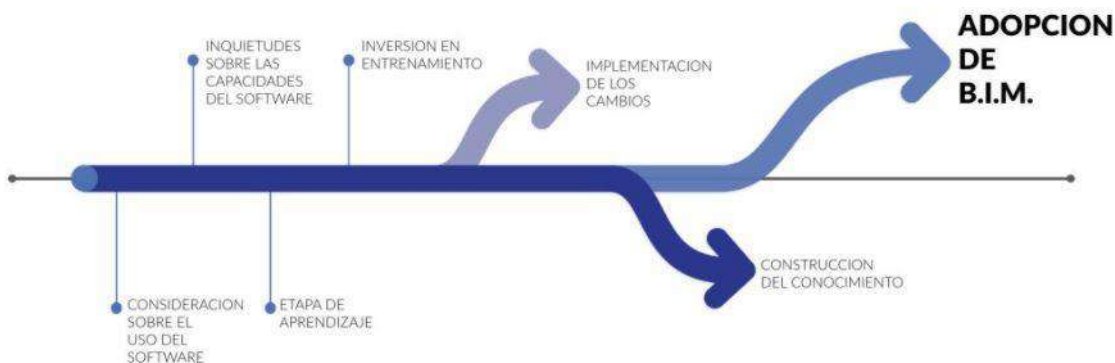 INQUIETUDES
SOBRE LAS
CAPACIDADES
DEL SOFTWARE
INVERSION EN
ENTRENAMIENTO
IMPLEMENTACION
DE LOS
CAMBIOS
ADOPCION
DE
B.I.M.
CONSIDERACION
SOBRE EL
USO DEL
SOFTWARE
ETAPA DE
APRENDIZAJE
CONSTRUCCION
DEL CONOCIMIENTO